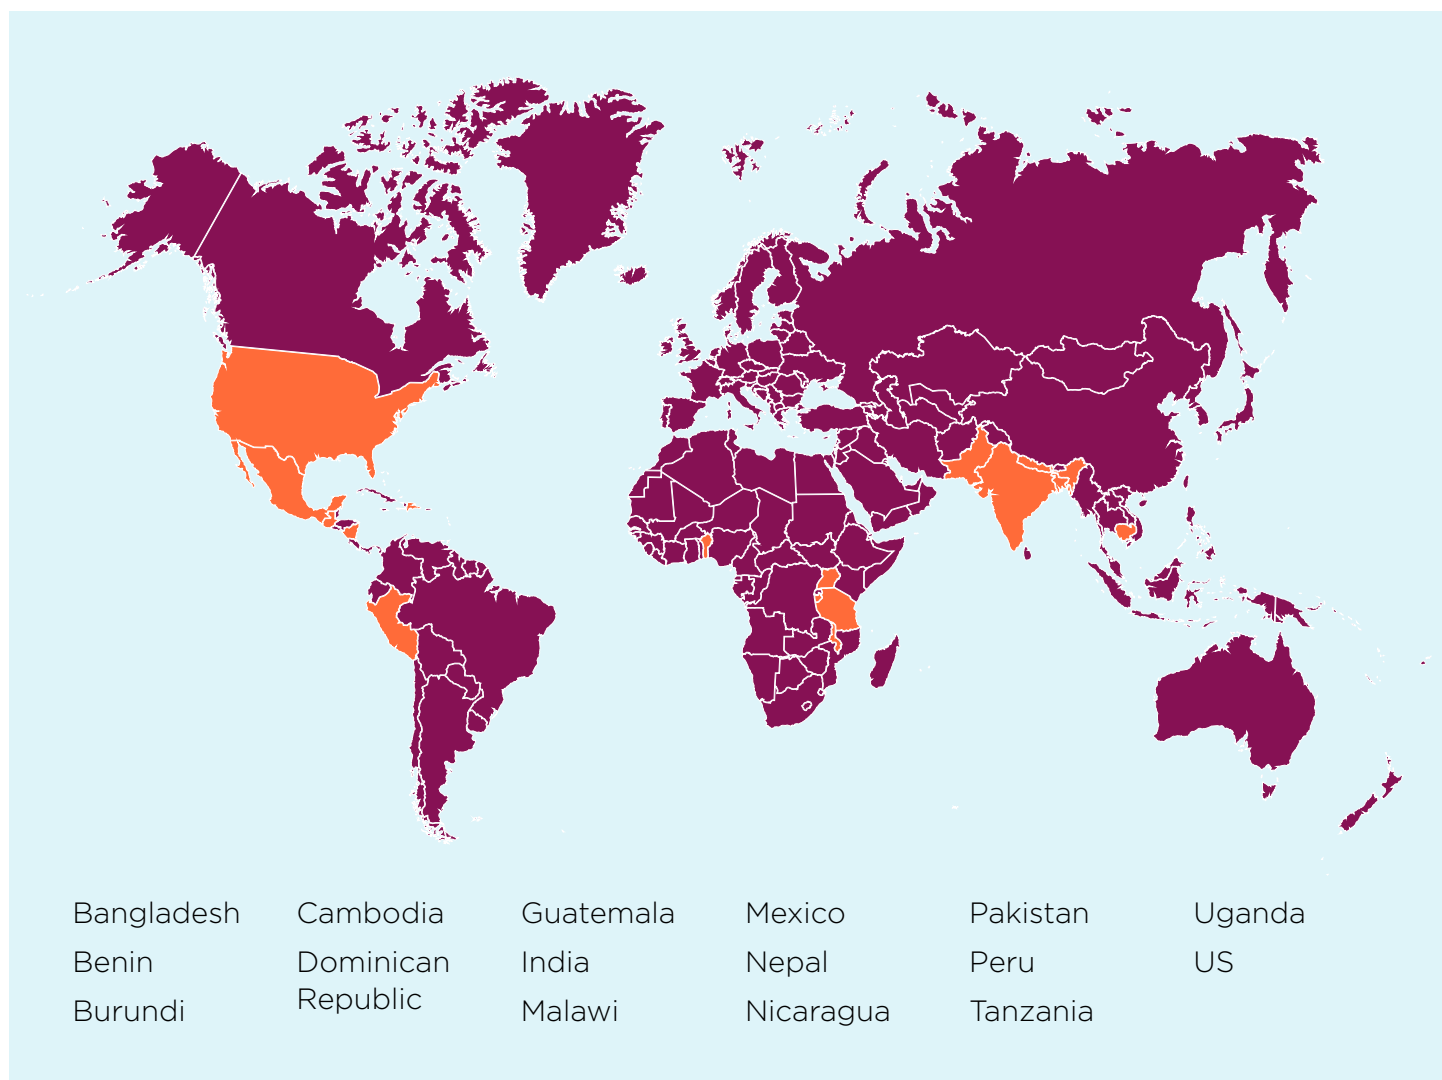 Bangladesh
Benin
Burundi
Cambodia
Dominican
Republic
Guatemala
India
Malawi
Mexico
Nepal
Nicaragua
Pakistan
Peru
Tanzania
Uganda
US